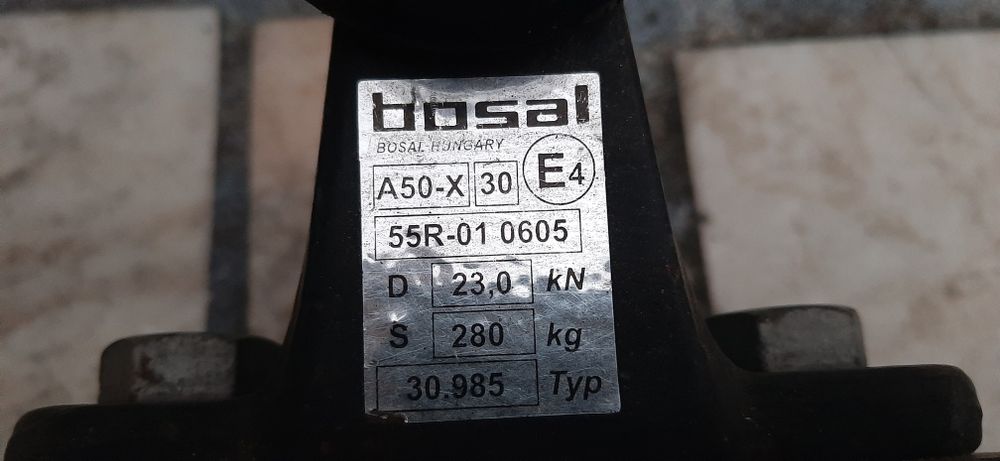 bosal
BOSAL HUNGARY
A50-X 30 E4
55R-01 0605
D 23,0 kN
S 280 kg
30.985 Typ